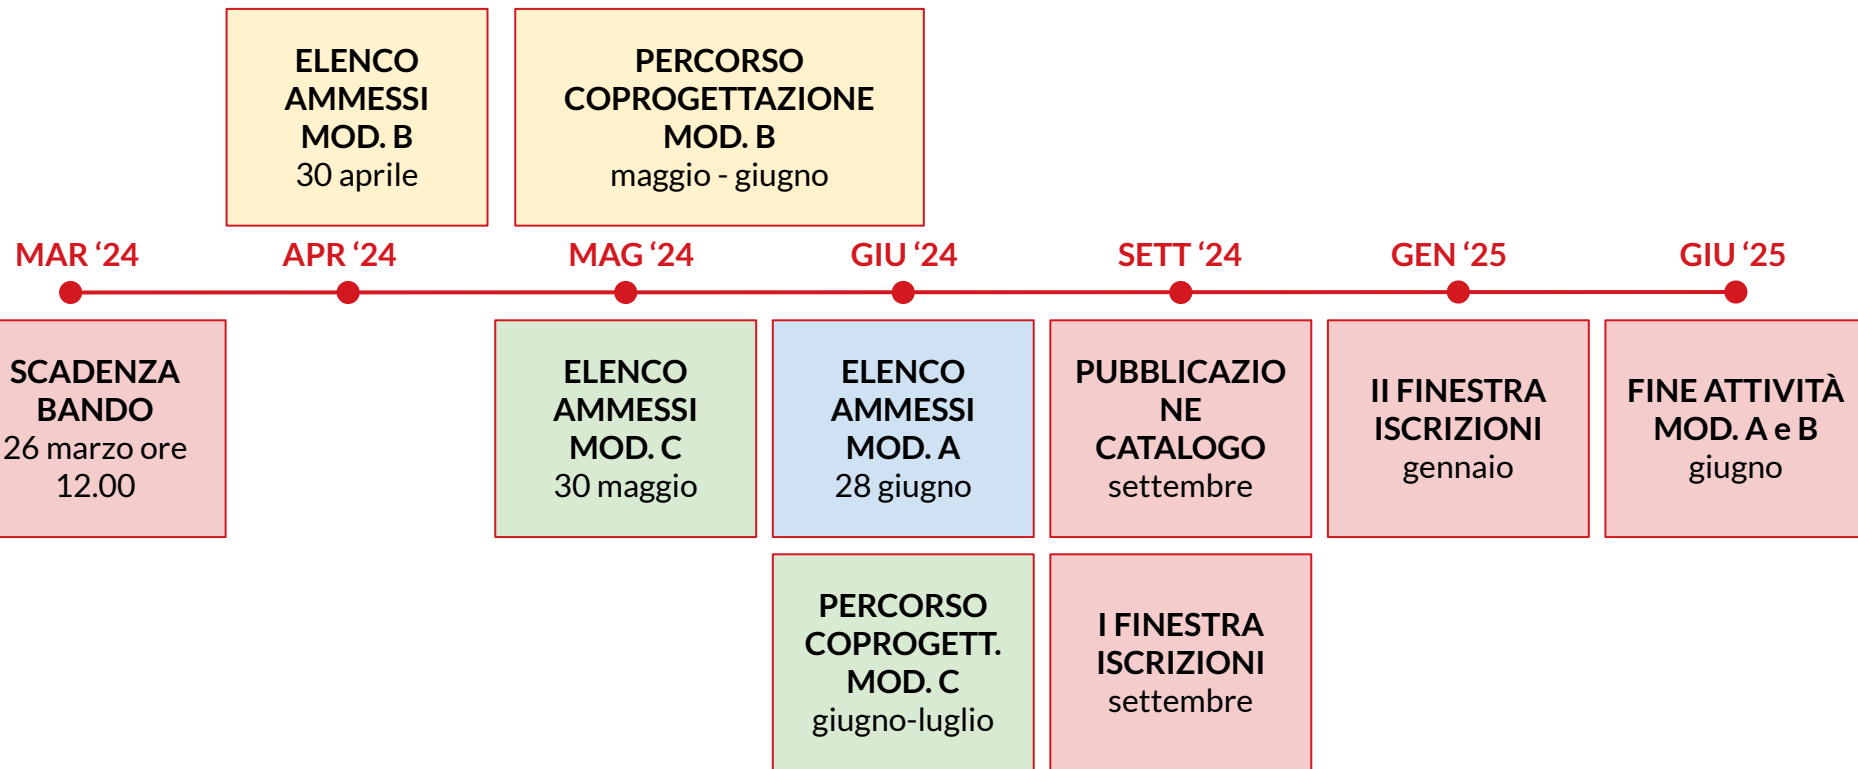 ELENCO
AMMESSI
MOD. B
30 aprile
PERCORSO
COPROGETTAZIONE
MOD. B
maggio - giugno
MAR ‘24
APR ‘24
MAG ‘24
GIU ‘24
SETT ‘24
GEN ‘25
GIU ‘25
SCADENZA
BANDO
26 marzo ore
12.00
ELENCO
AMMESSI
MOD. C
30 maggio
ELENCO
AMMESSI
MOD. A
28 giugno
PUBBLICAZIO
NE
CATALOGO
settembre
II FINESTRA
ISCRIZIONI
gennaio
FINE ATTIVITÀ
MOD. A e B
giugno
PERCORSO
COPROGETT.
MOD. C
giugno-luglio
I FINESTRA
ISCRIZIONI
settembre